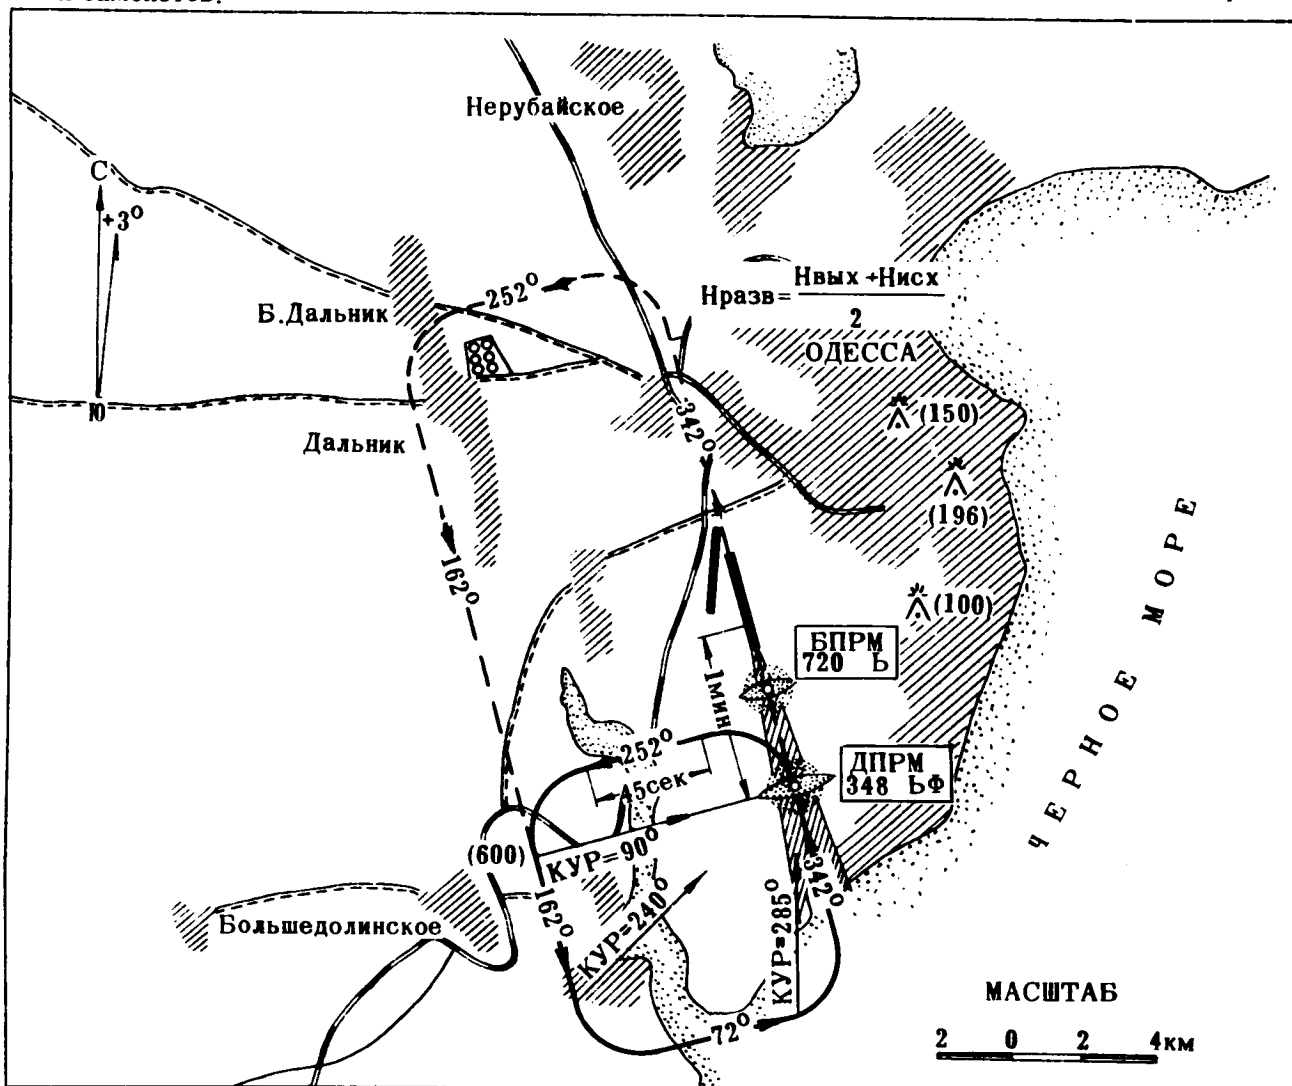 Нерубайское
С
+3°
252°
Нразв=
Нвых+Нисх
2
Б.Дальник
ОДЕССА
(150)
Ю
342°
Дальник
(196)
162°
(100)
БПРМ
720 Ь
1мин
252°
ДПРМ
348 ЬФ
45сек
(600)
КУР=90°
342°
162°
КУР=240°
КУР=285°
Большедолинское
72°
ЧЕРНОЕ МОРЕ
МАСШТАБ
2 0 2 4км